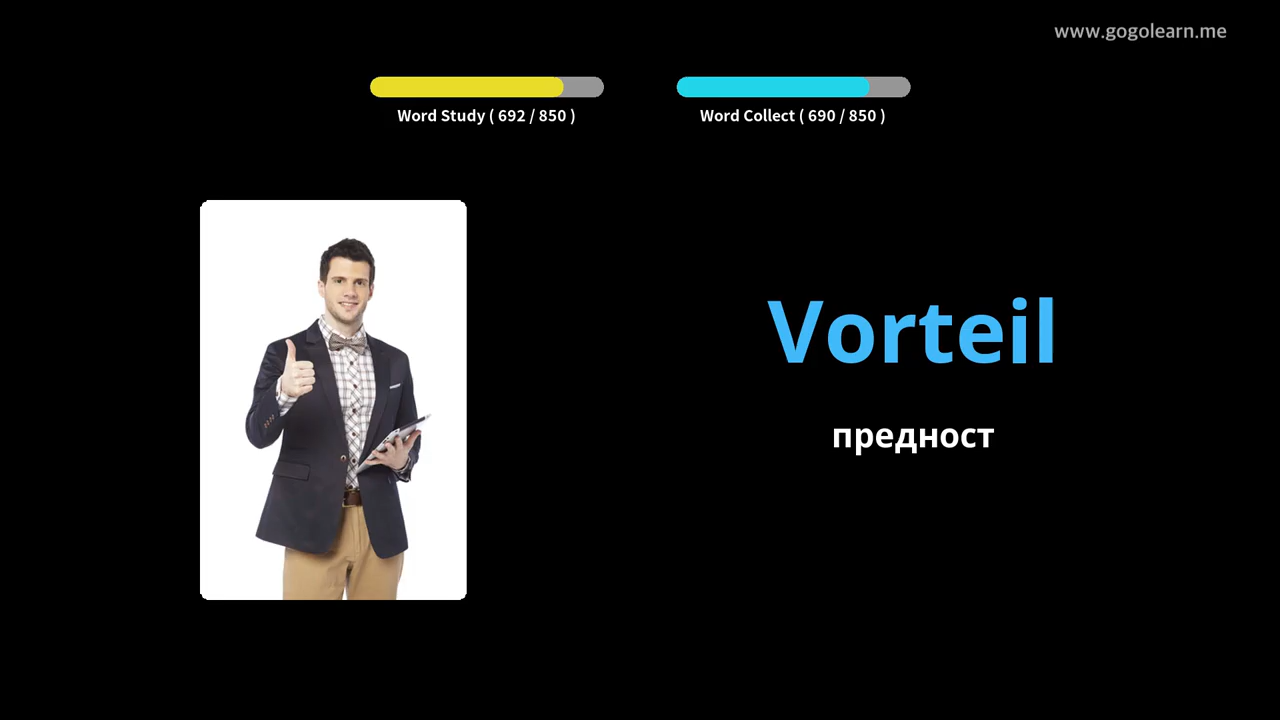 www.gogolearn.me
Word Study ( 692 / 850 )
Word Collect ( 690 / 850 )
Vorteil
предност